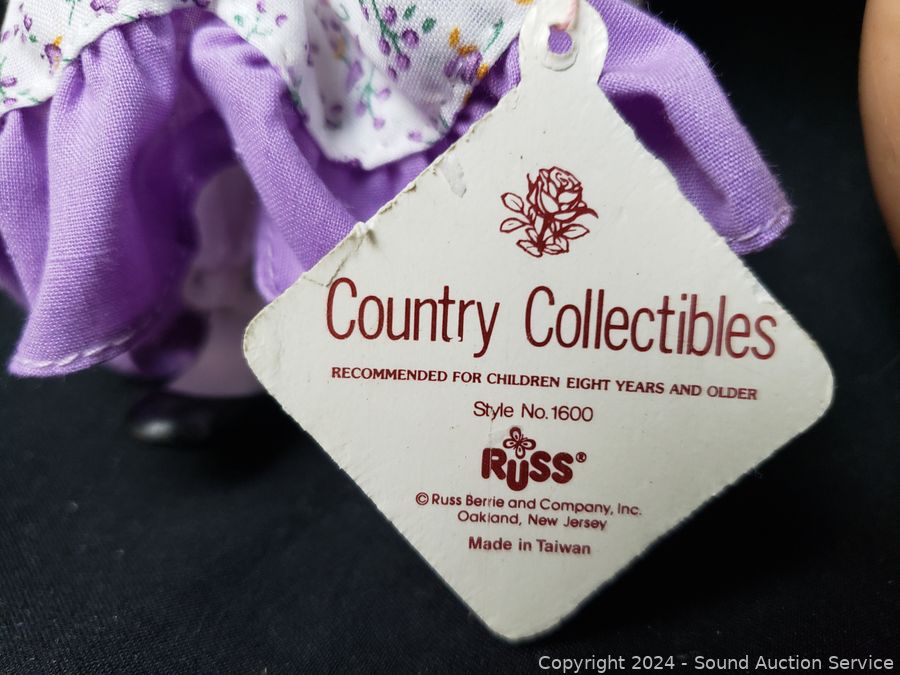 Country Collectibles
RECOMMENDED FOR CHILDREN EIGHT YEARS AND OLDER
Style No. 1600
RUSS®
© Russ Berrie and Company, Inc.
Oakland, New Jersey
Made in Taiwan
Copyright © 2024 - Sound Auction Service